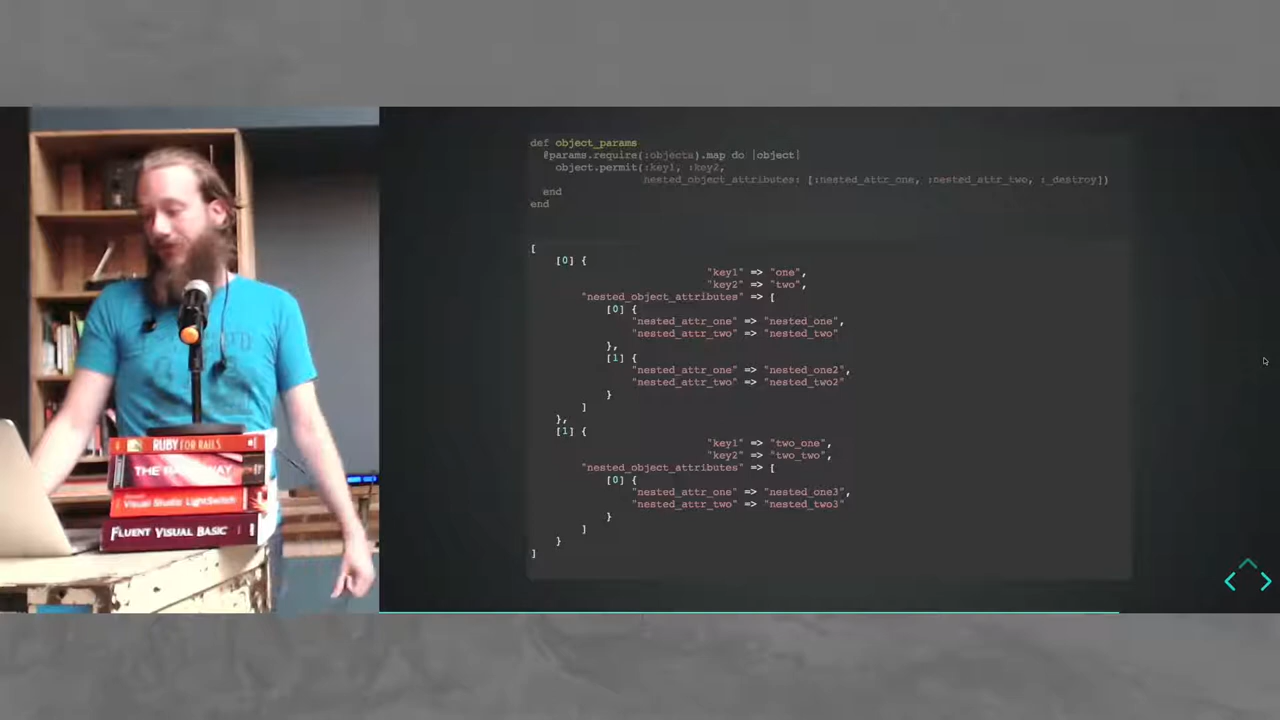 def object_params
@params.require(:objects).map do |object|
object.permit(:key1, :key2,
nested_object_attributes: [:nested_attr_one, :nested_attr_two, :_destroy])
end
end
[
[0] {
"key1" => "one",
"key2" => "two",
"nested_object_attributes" => [
[0] {
"nested_attr_one" => "nested_one",
"nested_attr_two" => "nested_two"
},
[1] {
"nested_attr_one" => "nested_one2",
"nested_attr_two" => "nested_two2"
}
]
},
[1] {
"key1" => "two_one",
"key2" => "two_two",
"nested_object_attributes" => [
[0] {
"nested_attr_one" => "nested_one3",
"nested_attr_two" => "nested_two3"
}
]
}
]
RUBY FOR RAILS
THE RAILS WAY
Visual Studio LightSwitch
FLUENT VISUAL BASIC